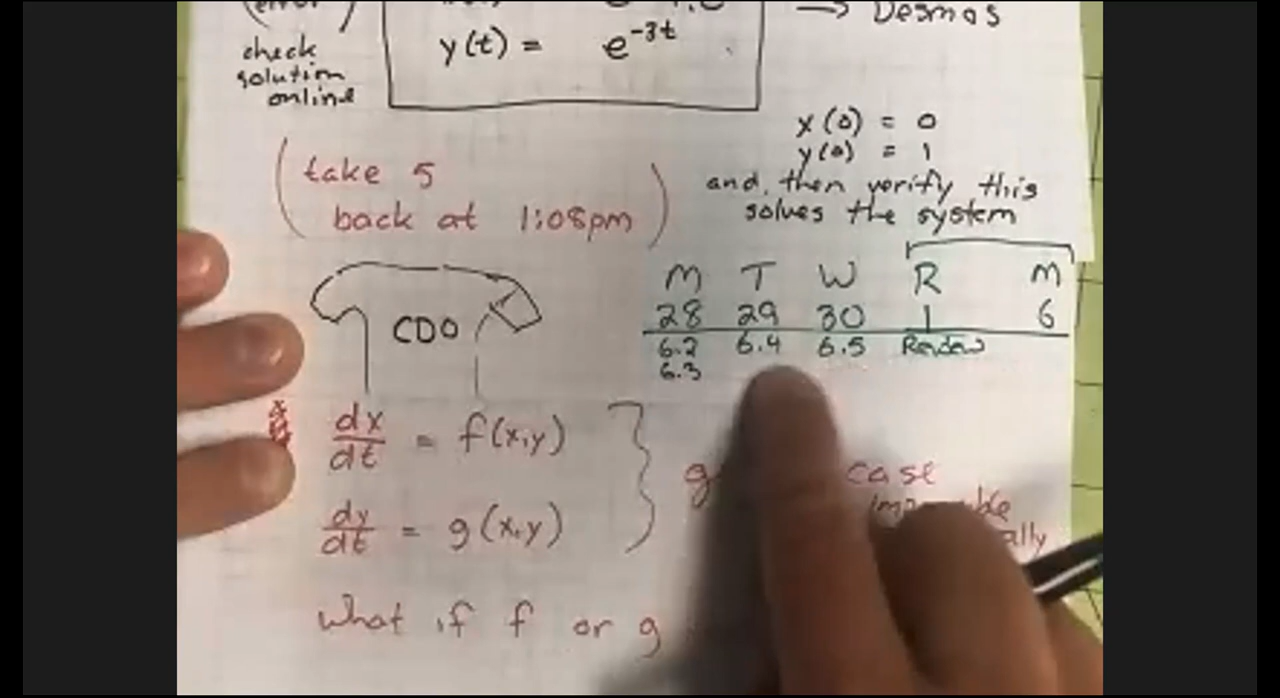 (error)
check
solution
online
y(t) = e^{-3t}
→ Desmos
x(0) = 0
y(0) = 1
and, then verify this
solves the system
(take 5
back at 1:08pm)
CDO
M T W R M
28 29 30 1 6
6.2 6.4 6.5 Review
6.3
dx/dt = f(x,y)
dy/dt = g(x,y)
case
What if f or g